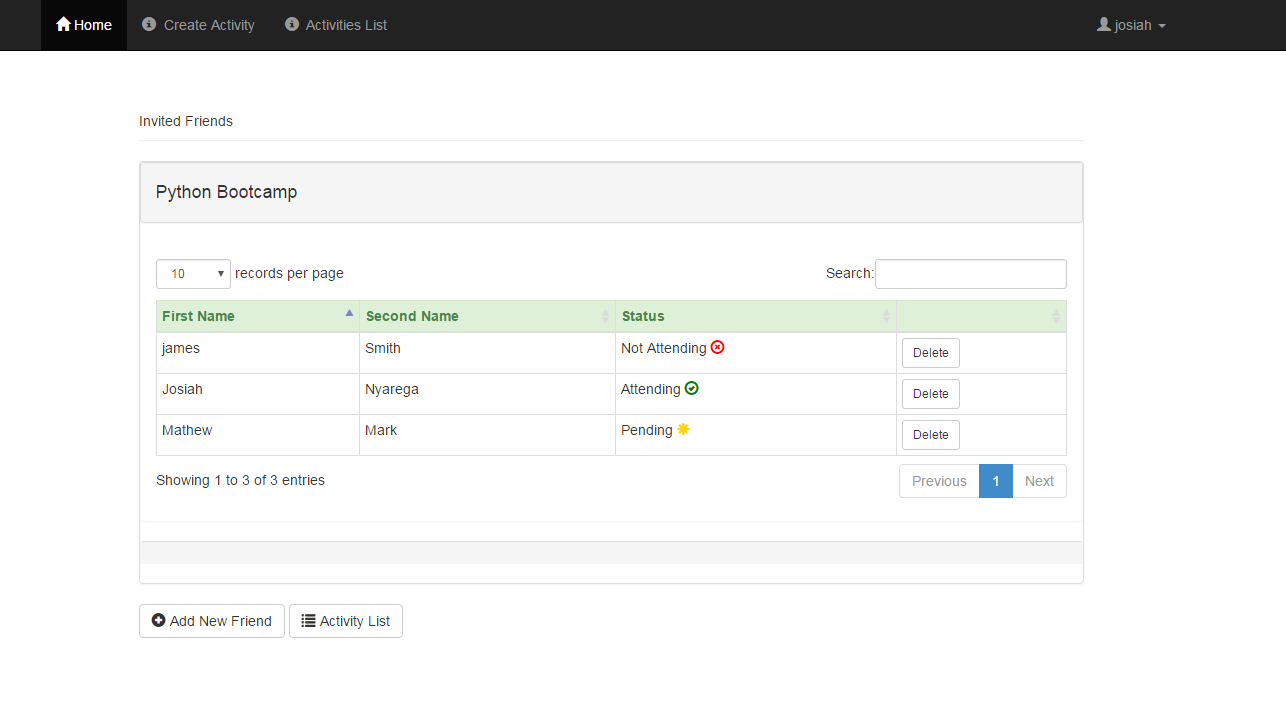 Home Create Activity Activities List josiah
Invited Friends
Python Bootcamp
10 records per page Search:
First Name Second Name Status
james Smith Not Attending Delete
Josiah Nyarega Attending Delete
Mathew Mark Pending Delete
Showing 1 to 3 of 3 entries Previous 1 Next
Add New Friend Activity List